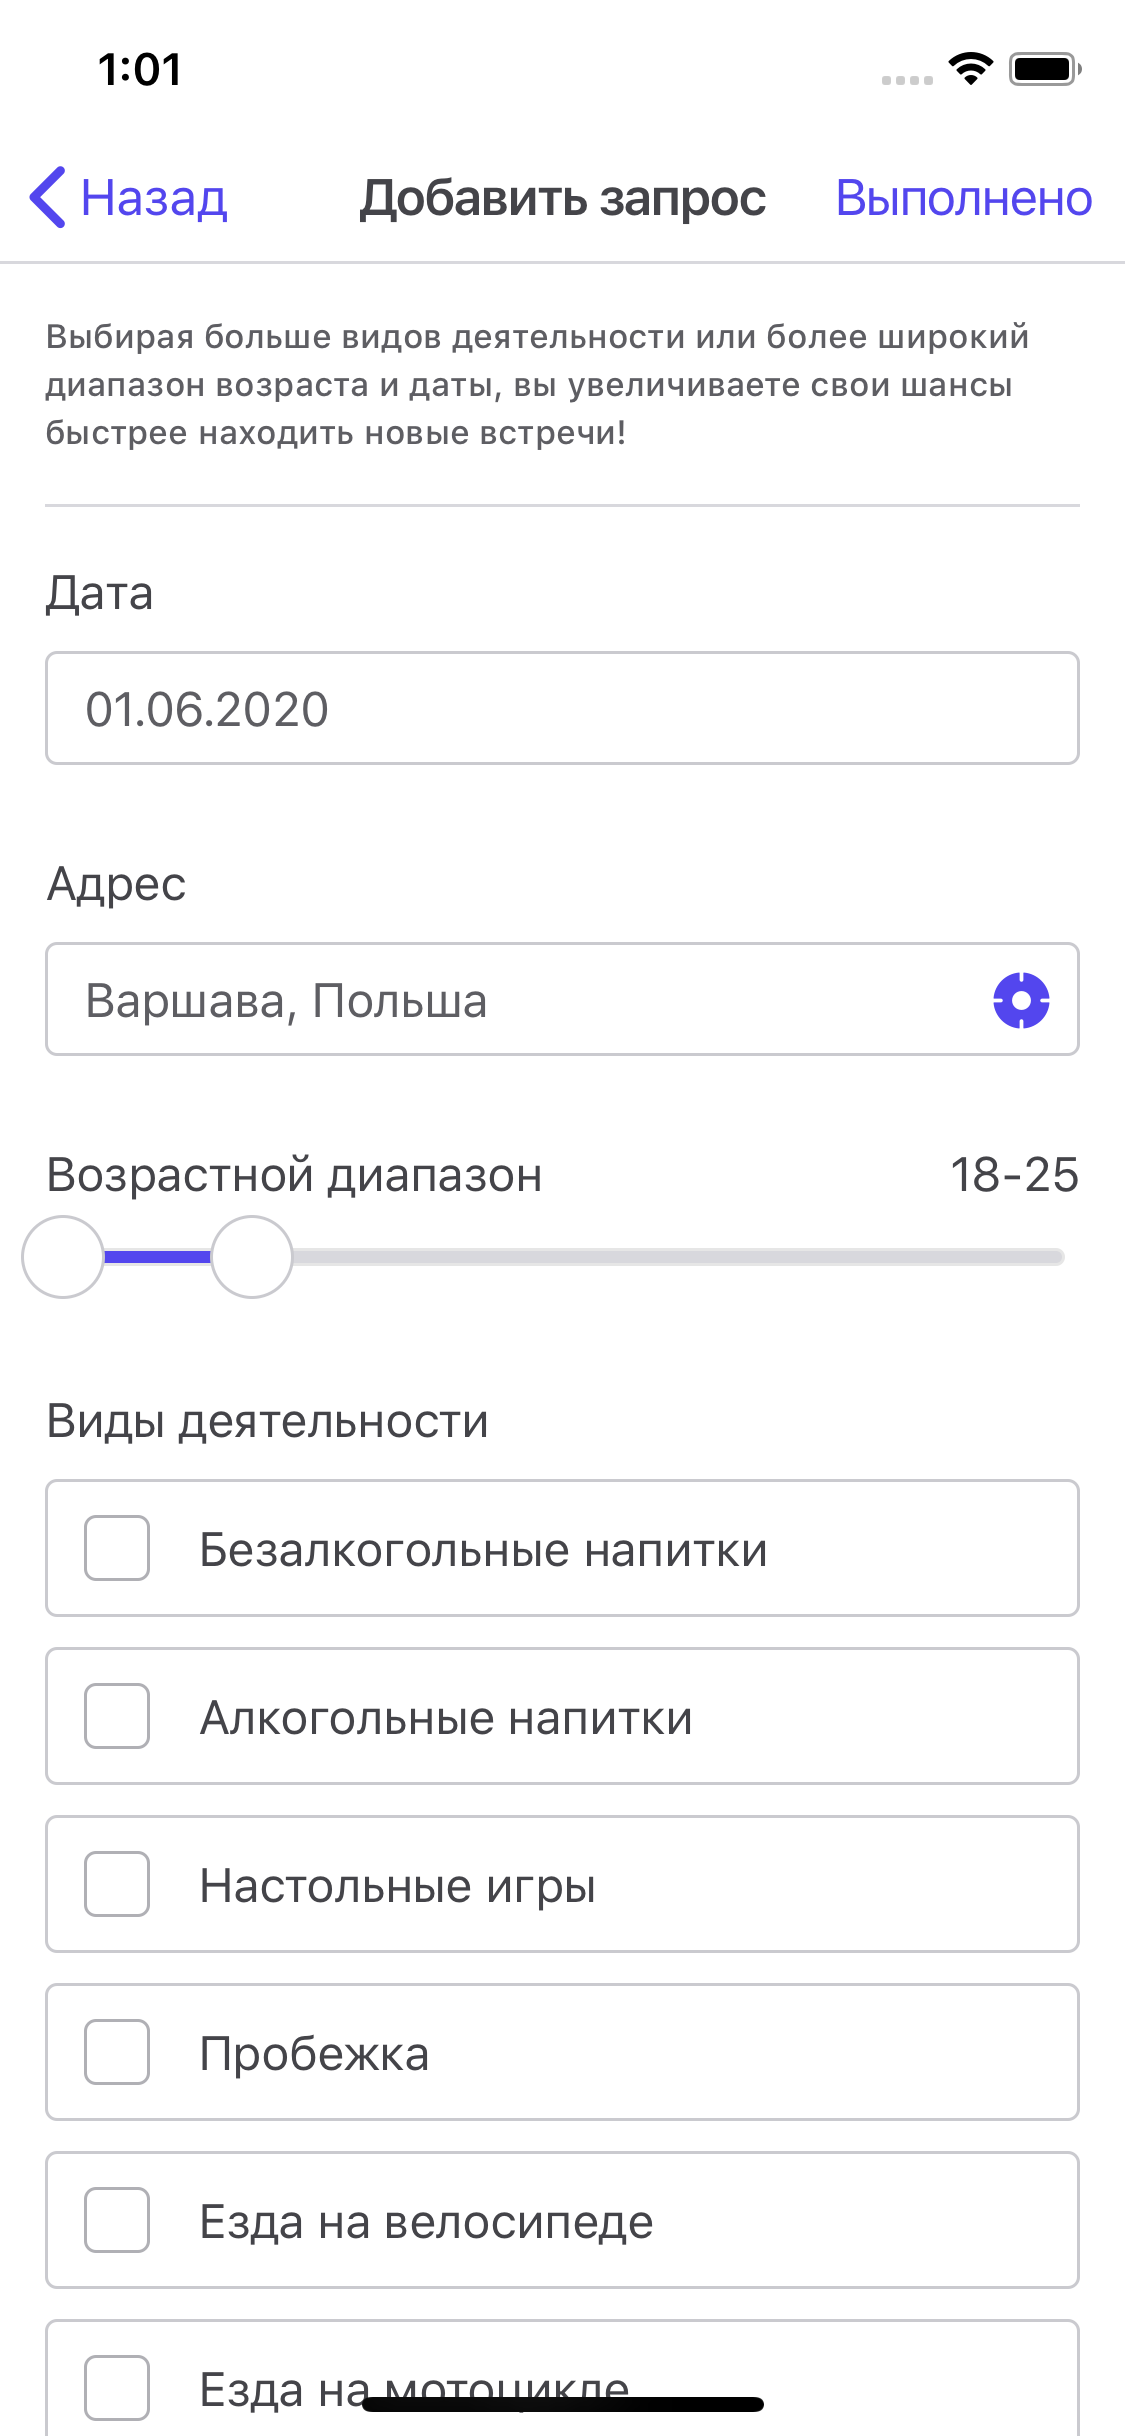 1:01
Назад
Добавить запрос
Выполнено
Выбирая больше видов деятельности или более широкий
диапазон возраста и даты, вы увеличиваете свои шансы
быстрее находить новые встречи!
Дата
01.06.2020
Адрес
Варшава, Польша
Возрастной диапазон
18-25
Виды деятельности
Безалкогольные напитки
Алкогольные напитки
Настольные игры
Пробежка
Езда на велосипеде
Езда на мотоцикле